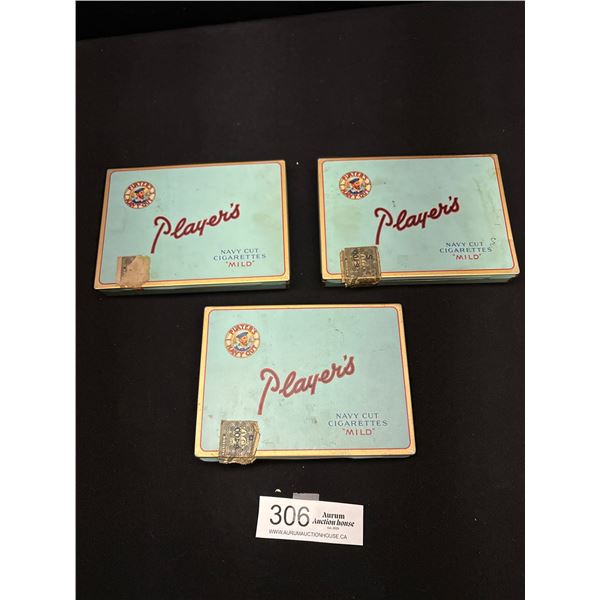 PLAYER'S
NAVY CUT
Player's
NAVY CUT
CIGARETTES
"MILD"
PLAYER'S
NAVY CUT
Player's
NAVY CUT
CIGARETTES
"MILD"
PLAYER'S
NAVY CUT
Player's
NAVY CUT
CIGARETTES
"MILD"
306 Aurum
Auction house
WWW.AURUMAUCTIONHOUSE.CA